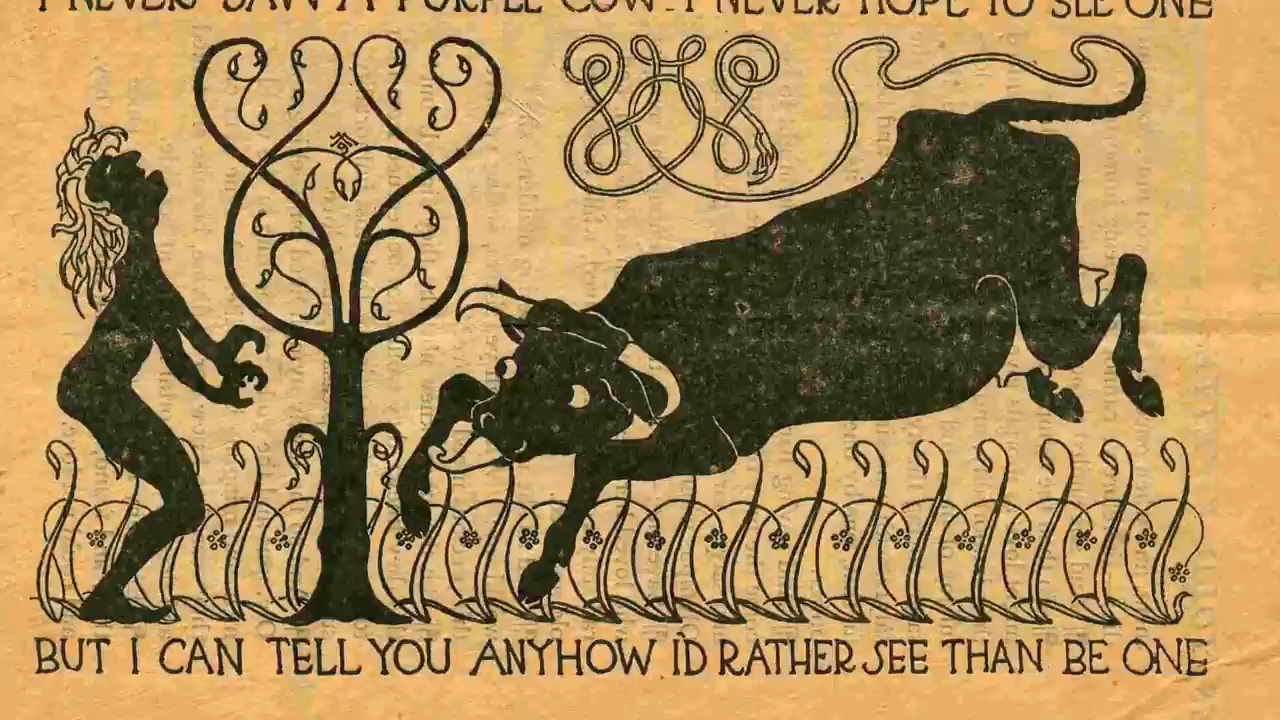 I NEVER SAW A PURPLE COW - I NEVER HOPE TO SEE ONE
BUT I CAN TELL YOU ANYHOW I'D RATHER SEE THAN BE ONE